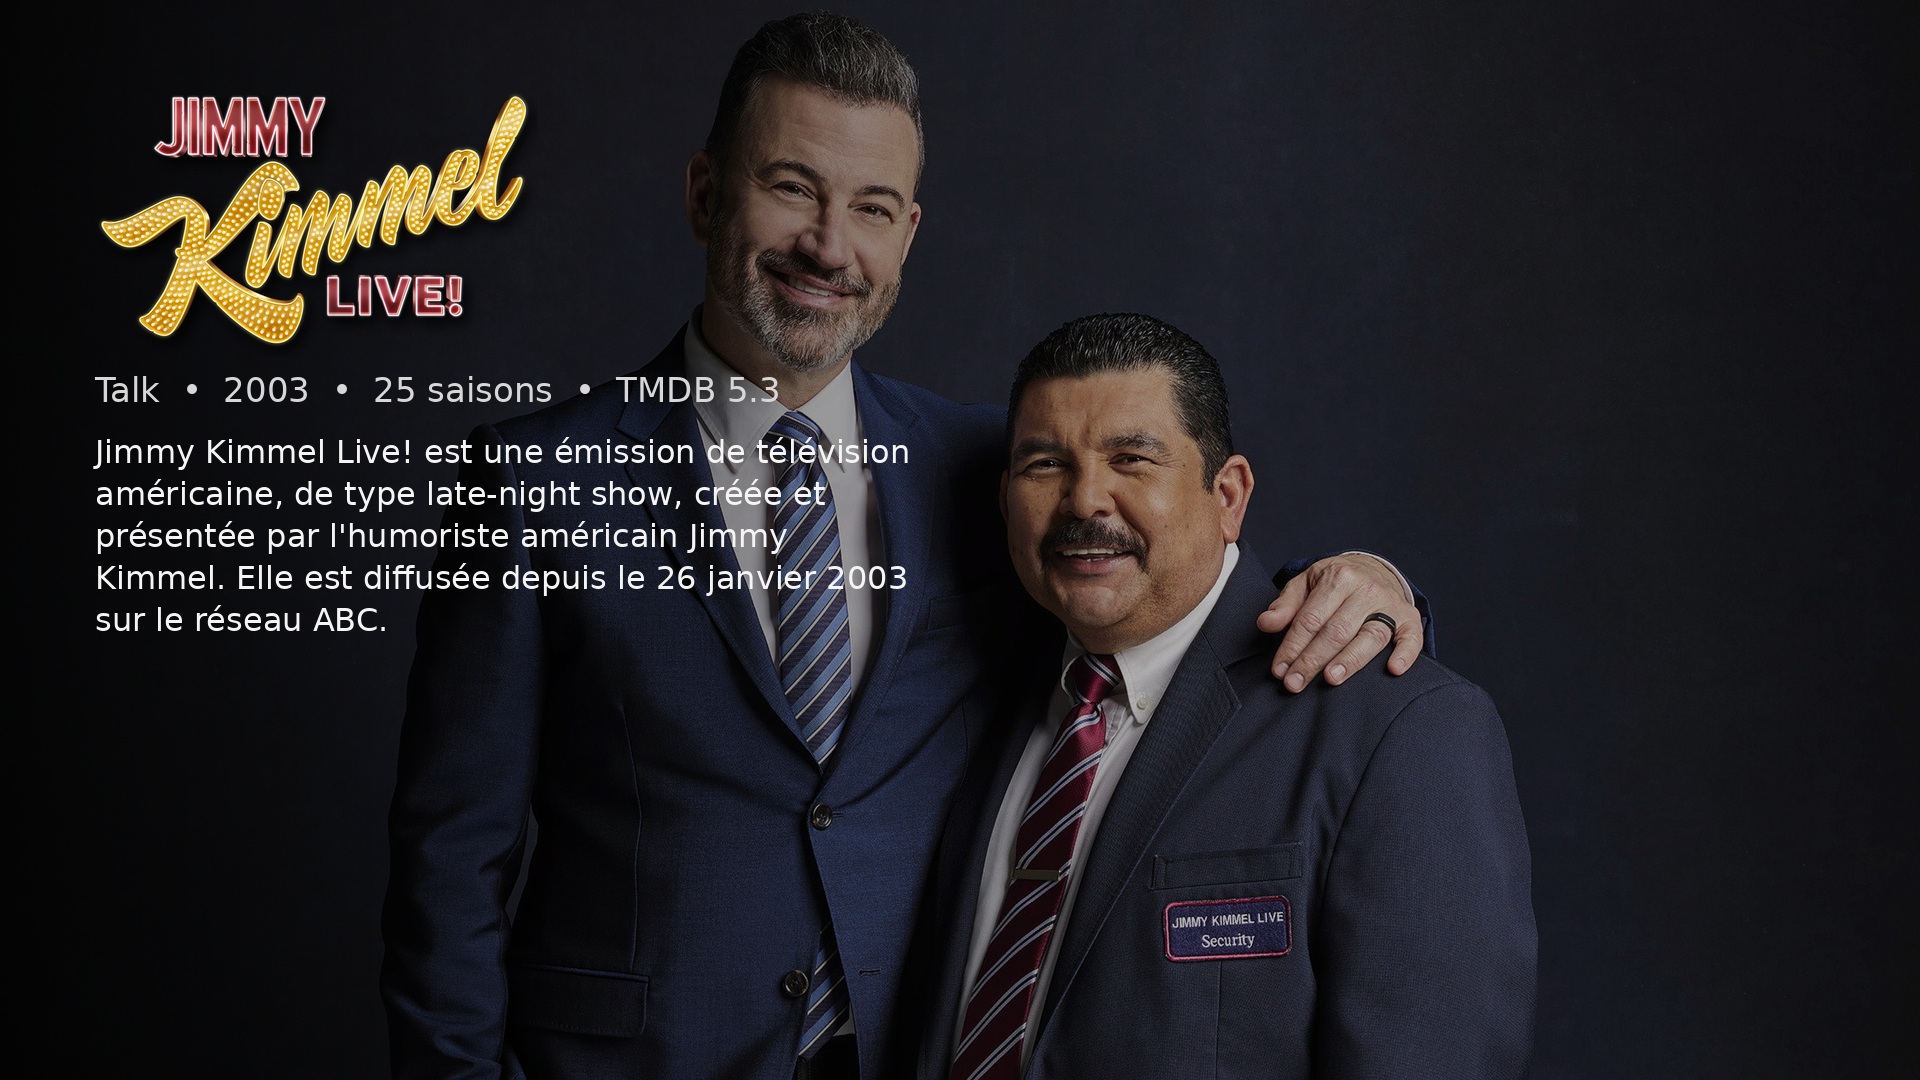 JIMMY
Kimmel
LIVE!
Talk • 2003 • 25 saisons • TMDB 5.3
Jimmy Kimmel Live! est une émission de télévision
américaine, de type late-night show, créée et
présentée par l'humoriste américain Jimmy
Kimmel. Elle est diffusée depuis le 26 janvier 2003
sur le réseau ABC.
JIMMY KIMMEL LIVE
Security